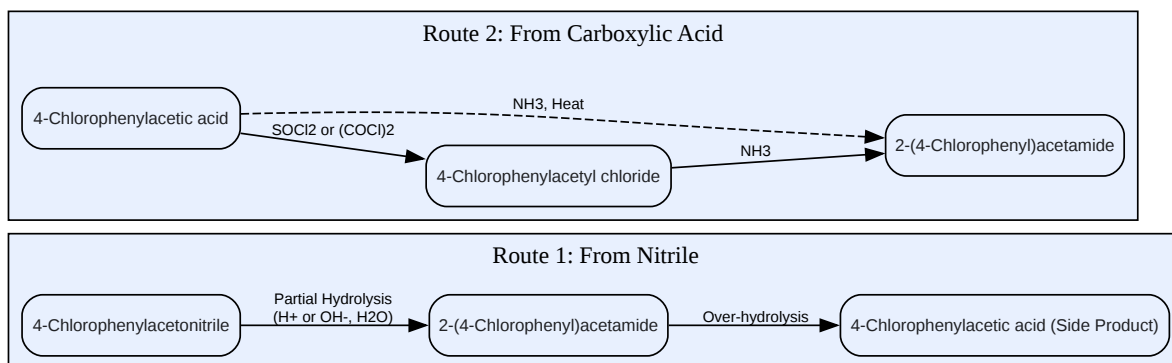 Route 2: From Carboxylic Acid
NH3, Heat
4-Chlorophenylacetic acid
SOCl2 or (COCl)2
2-(4-Chlorophenyl)acetamide
NH3
4-Chlorophenylacetyl chloride
Route 1: From Nitrile
Partial Hydrolysis
(H+ or OH-, H2O)
4-Chlorophenylacetonitrile
2-(4-Chlorophenyl)acetamide
Over-hydrolysis
4-Chlorophenylacetic acid (Side Product)